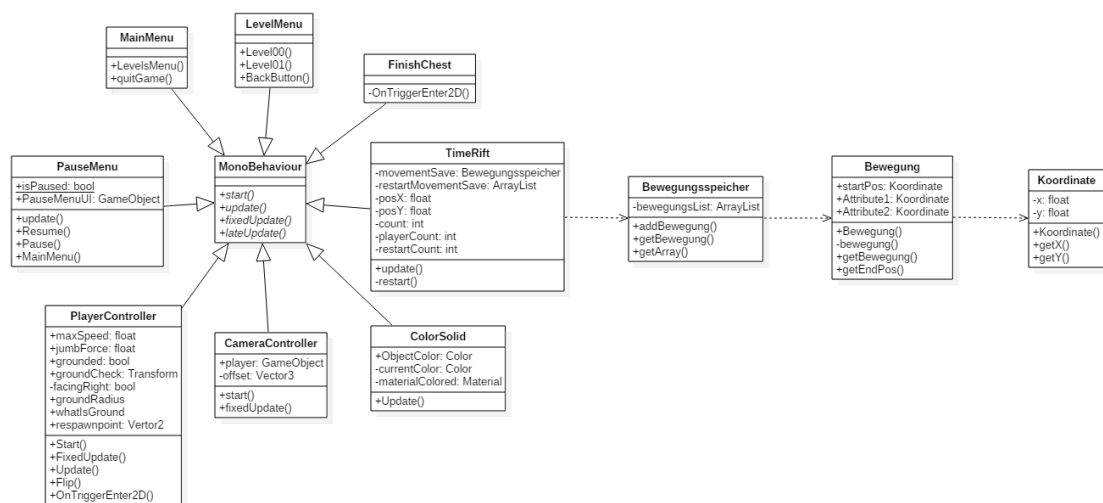 MainMenu
+LevelsMenu()
+quitGame()
LevelMenu
+Level00()
+Level01()
+BackButton()
FinishChest
-OnTriggerEnter2D()
PauseMenu
+isPaused: bool
+PauseMenuUI: GameObject
+update()
+Resume()
+Pause()
+MainMenu()
MonoBehaviour
+start()
+update()
+fixedUpdate()
+lateUpdate()
TimeRift
-movementSave: Bewegungsspeicher
-restartMovementSave: ArrayList
-posX: float
-posY: float
-count: int
-playerCount: int
-restartCount: int
+update()
-restart()
Bewegungsspeicher
-bewegungsList: ArrayList
+addBewegung()
+getBewegung()
+getArray()
Bewegung
+startPos: Koordinate
+Attribute1: Koordinate
+Attribute2: Koordinate
+Bewegung()
-bewegung()
+getBewegung()
+getEndPos()
Koordinate
-x: float
-y: float
+Koordinate()
+getX()
+getY()
PlayerController
+maxSpeed: float
+jumbForce: float
+grounded: bool
+groundCheck: Transform
-facingRight: bool
+groundRadius
+whatIsGround
+respawnpoint: Vertor2
+Start()
+FixedUpdate()
+Update()
+Flip()
+OnTriggerEnter2D()
CameraController
+player: GameObject
-offset: Vector3
+start()
+fixedUpdate()
ColorSolid
+ObjectColor: Color
-currentColor: Color
-materialColored: Material
+Update()